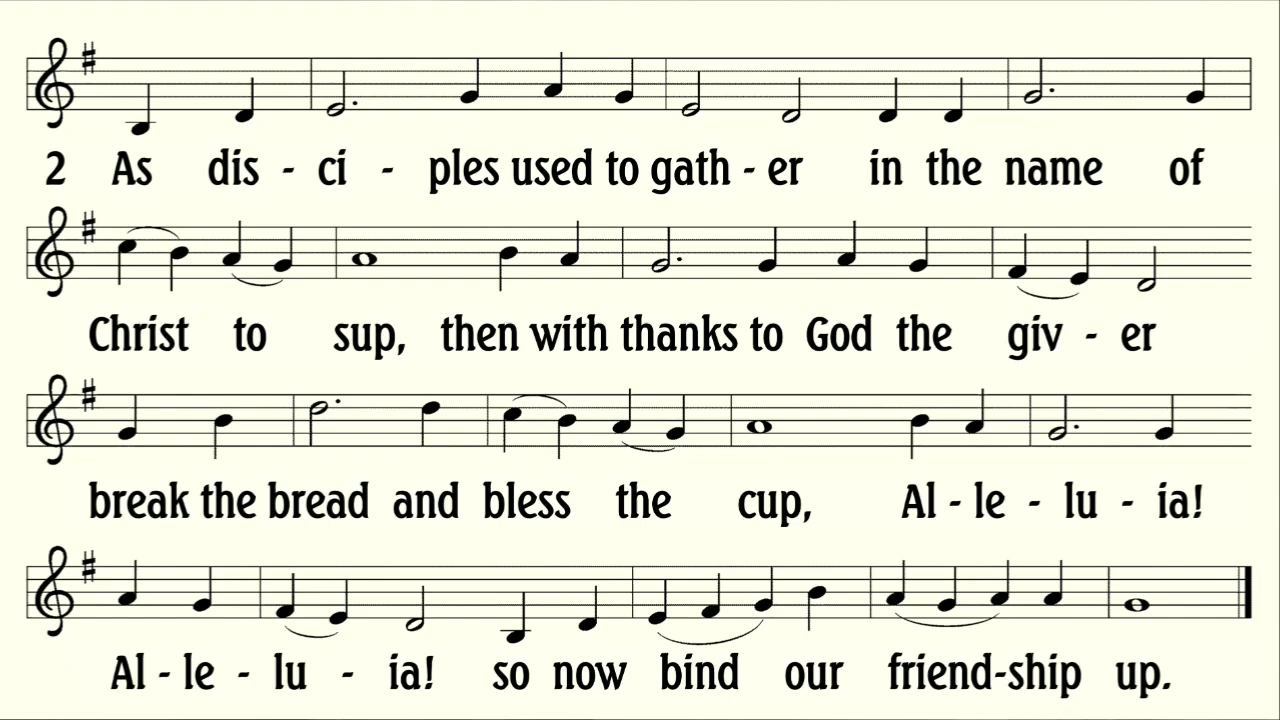 2 As dis - ci - ples used to gath - er in the name of
Christ to sup, then with thanks to God the giv - er
break the bread and bless the cup, Al - le - lu - ia!
Al - le - lu - ia! so now bind our friend-ship up.